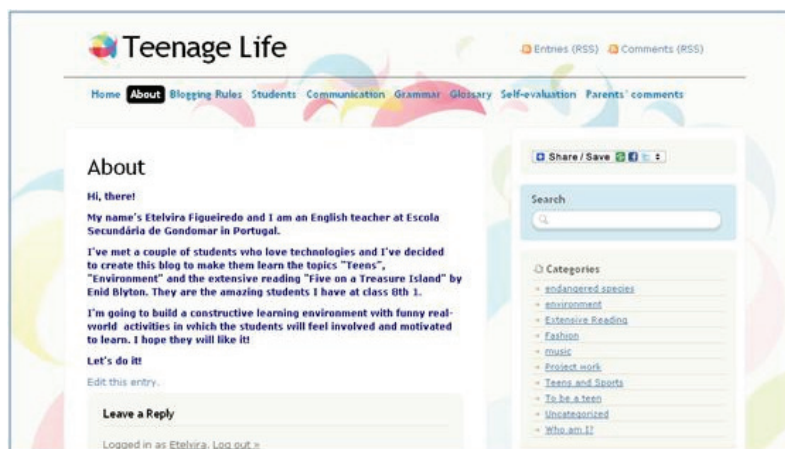 Teenage Life
Entries (RSS) Comments (RSS)
Home About Blogging Rules Students Communication Grammar Glossary Self-evaluation Parents' comments
About
Hi, there!
My name's Etelvira Figueiredo and I am an English teacher at Escola
Secundária de Gondomar in Portugal.
I've met a couple of students who love technologies and I've decided
to create this blog to make them learn the topics "Teens",
"Environment" and the extensive reading "Five on a Treasure Island" by
Enid Blyton. They are the amazing students I have at class 8th 1.
I'm going to build a constructive learning environment with funny real-
world activities in which the students will feel involved and motivated
to learn. I hope they will like it!
Let's do it!
Edit this entry.
Leave a Reply
Logged in as Etelvira. Log out »
Share / Save
Search
Categories
endangered species
environment
Extensive Reading
Fashion
music
Project work
Teens and Sports
To be a teen
Uncategorized
Who am I?